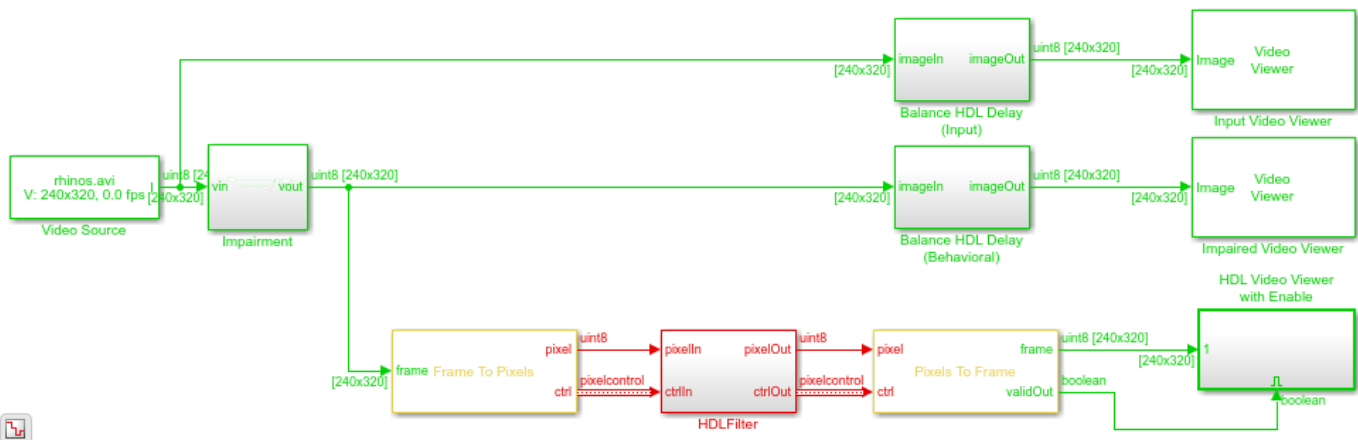 imageIn imageOut
uint8 [240x320]
[240x320]
Balance HDL Delay
(Input)
[240x320]
Image
Video
Viewer
Input Video Viewer
rhinos.avi
V: 240x320, 0.0 fps
I
Video Source
uint8 [24
[240x320]
vin vout
Impairment
uint8 [240x320]
[240x320]
imageIn imageOut
uint8 [240x320]
Balance HDL Delay
(Behavioral)
[240x320]
Image
Video
Viewer
Impaired Video Viewer
[240x320]
frame
Frame To Pixels
pixel
ctrl
uint8
pixelcontrol
pixelIn pixelOut
ctrlIn ctrlOut
HDLFilter
uint8
pixelcontrol
pixel
ctrl
Pixels To Frame
frame
validOut
uint8 [240x320]
[240x320]
boolean
HDL Video Viewer
with Enable
1
boolean